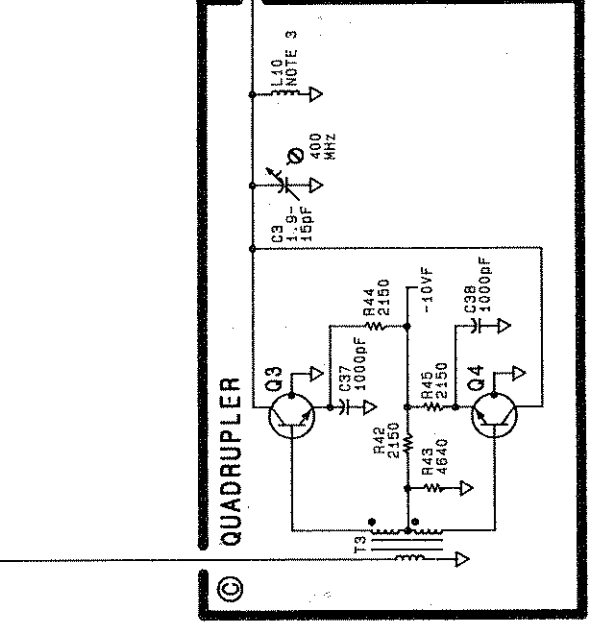 © QUADRUPLER
T3
Q3
C37
1000pF
R44
2150
R42
2150
R43
4640
R45
2150
Q4
-10VF
C38
1000pF
C3
1.9-
15pF
400
MHz
L10
NOTE 3